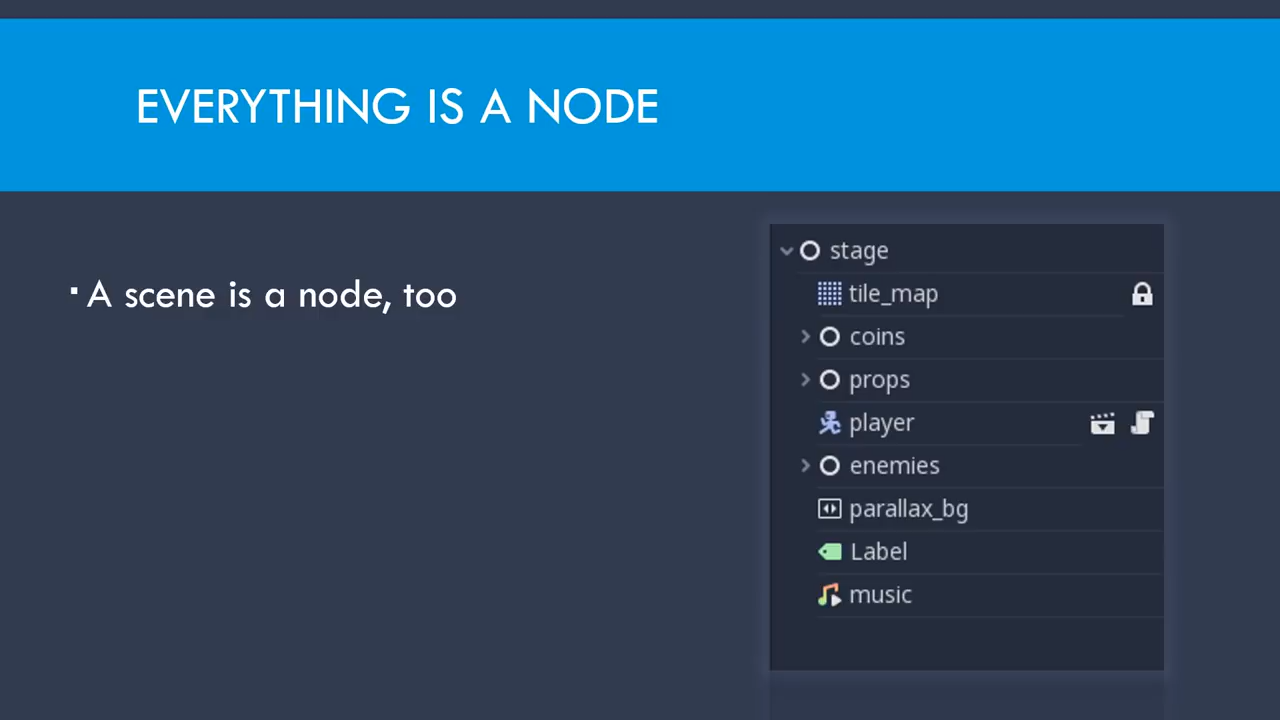 EVERYTHING IS A NODE
A scene is a node, too
stage
tile_map
coins
props
player
enemies
parallax_bg
Label
music